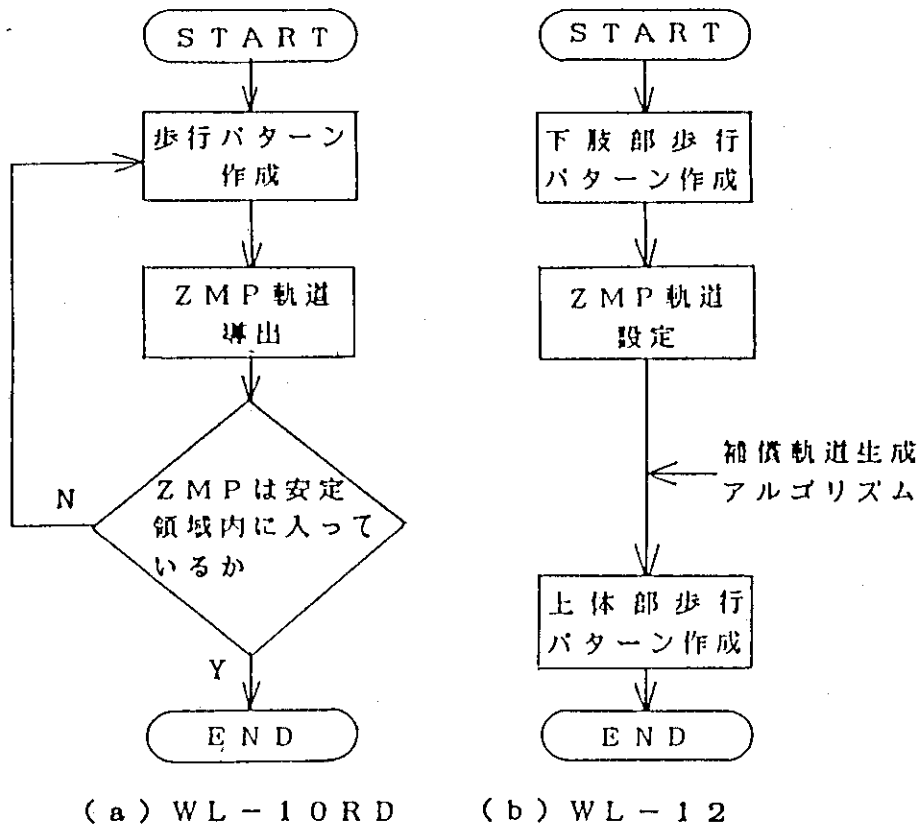 START
歩行パターン
作成
ZMP軌道
導出
ZMPは安定
領域内に入って
いるか
N
Y
END
(a) WL-10RD
START
下肢部歩行
パターン作成
ZMP軌道
設定
補償軌道生成
アルゴリズム
上体部歩行
パターン作成
END
(b) WL-12